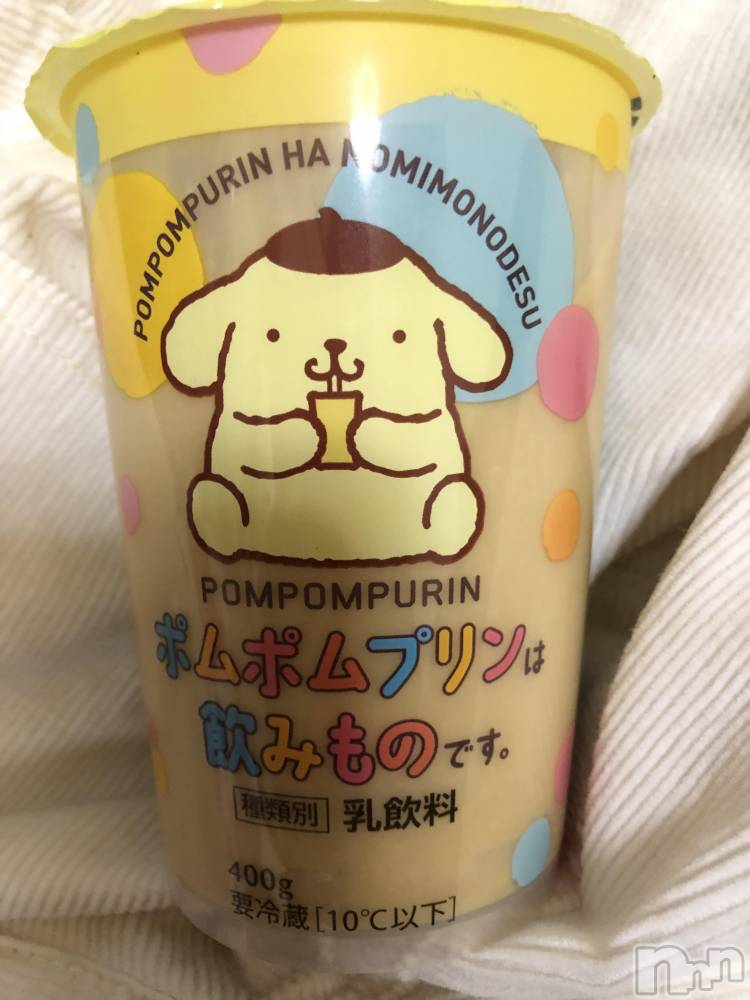 POMPOMPURIN HA NOMIMONODESU
POMPOMPURIN
ポムポムプリンは
飲みものです。
種類別 乳飲料
400g
要冷蔵[10℃以下]
nnn